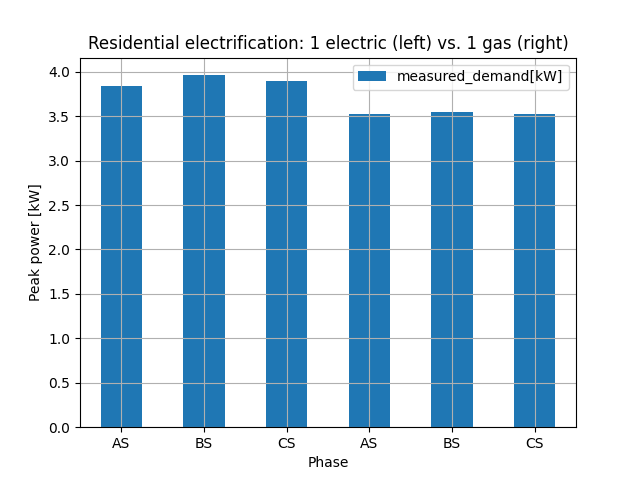 Residential electrification: 1 electric (left) vs. 1 gas (right)
measured_demand[kW]
Peak power [kW]
4.0
3.5
3.0
2.5
2.0
1.5
1.0
0.5
0.0
AS BS CS AS BS CS
Phase